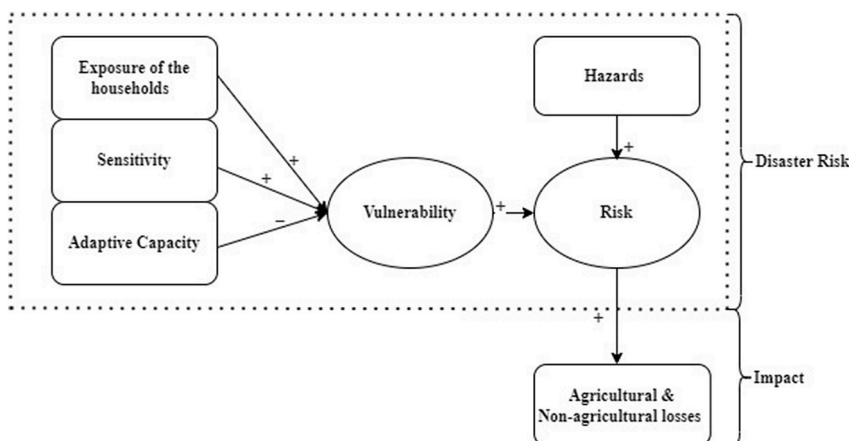 Exposure of the
households
Sensitivity
Adaptive Capacity
+
+
−
Vulnerability
+
Hazards
+
Risk
+
Agricultural &
Non-agricultural losses
Disaster Risk
Impact